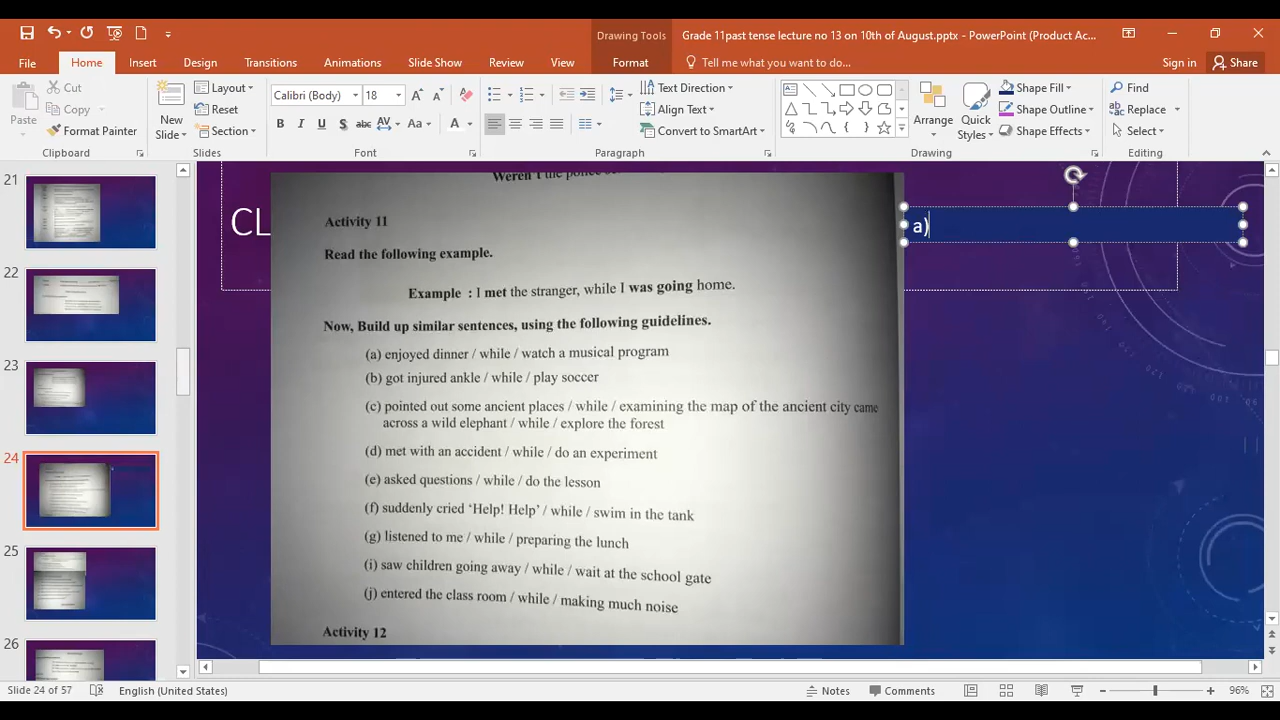 Drawing Tools
Grade 11past tense lecture no 13 on 10th of August.pptx - PowerPoint (Product Ac...
File
Home
Insert
Design
Transitions
Animations
Slide Show
Review
View
Format
Tell me what you want to do...
Sign in
Share
Paste
Cut
Copy
Format Painter
Clipboard
New
Slide
Layout
Reset
Section
Slides
Calibri (Body)
18
Font
Text Direction
Align Text
Convert to SmartArt
Paragraph
Arrange
Quick
Styles
Shape Fill
Shape Outline
Shape Effects
Drawing
Find
Replace
Select
Editing
21
22
23
24
25
26
CL
Weren't the police
Activity 11
Read the following example.
Example : I met the stranger, while I was going home.
Now, Build up similar sentences, using the following guidelines.
(a) enjoyed dinner / while / watch a musical program
(b) got injured ankle / while / play soccer
(c) pointed out some ancient places / while / examining the map of the ancient city came
across a wild elephant / while / explore the forest
(d) met with an accident / while / do an experiment
(e) asked questions / while / do the lesson
(f) suddenly cried 'Help! Help' / while / swim in the tank
(g) listened to me / while / preparing the lunch
(i) saw children going away / while / wait at the school gate
(j) entered the class room / while / making much noise
Activity 12
a)
Slide 24 of 57
English (United States)
Notes
Comments
96%